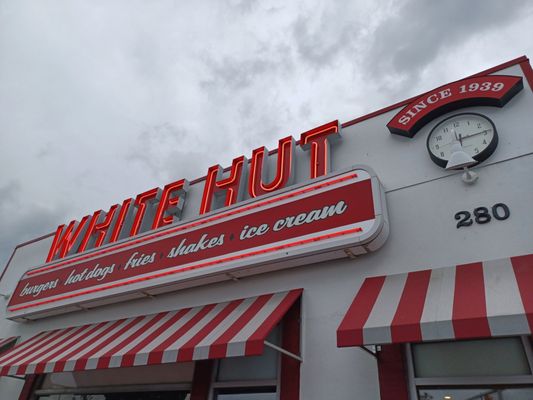 SINCE 1939
WHITE HUT
burgers hot dogs fries shakes ice cream
280